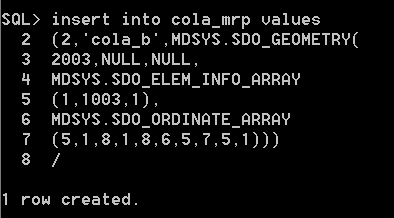 SQL> insert into cola_mrp values
2 (2,'cola_b',MDSYS.SDO_GEOMETRY(
3 2003,NULL,NULL,
4 MDSYS.SDO_ELEM_INFO_ARRAY
5 (1,1003,1),
6 MDSYS.SDO_ORDINATE_ARRAY
7 (5,1,8,1,8,6,5,7,5,1)))
8 /
1 row created.